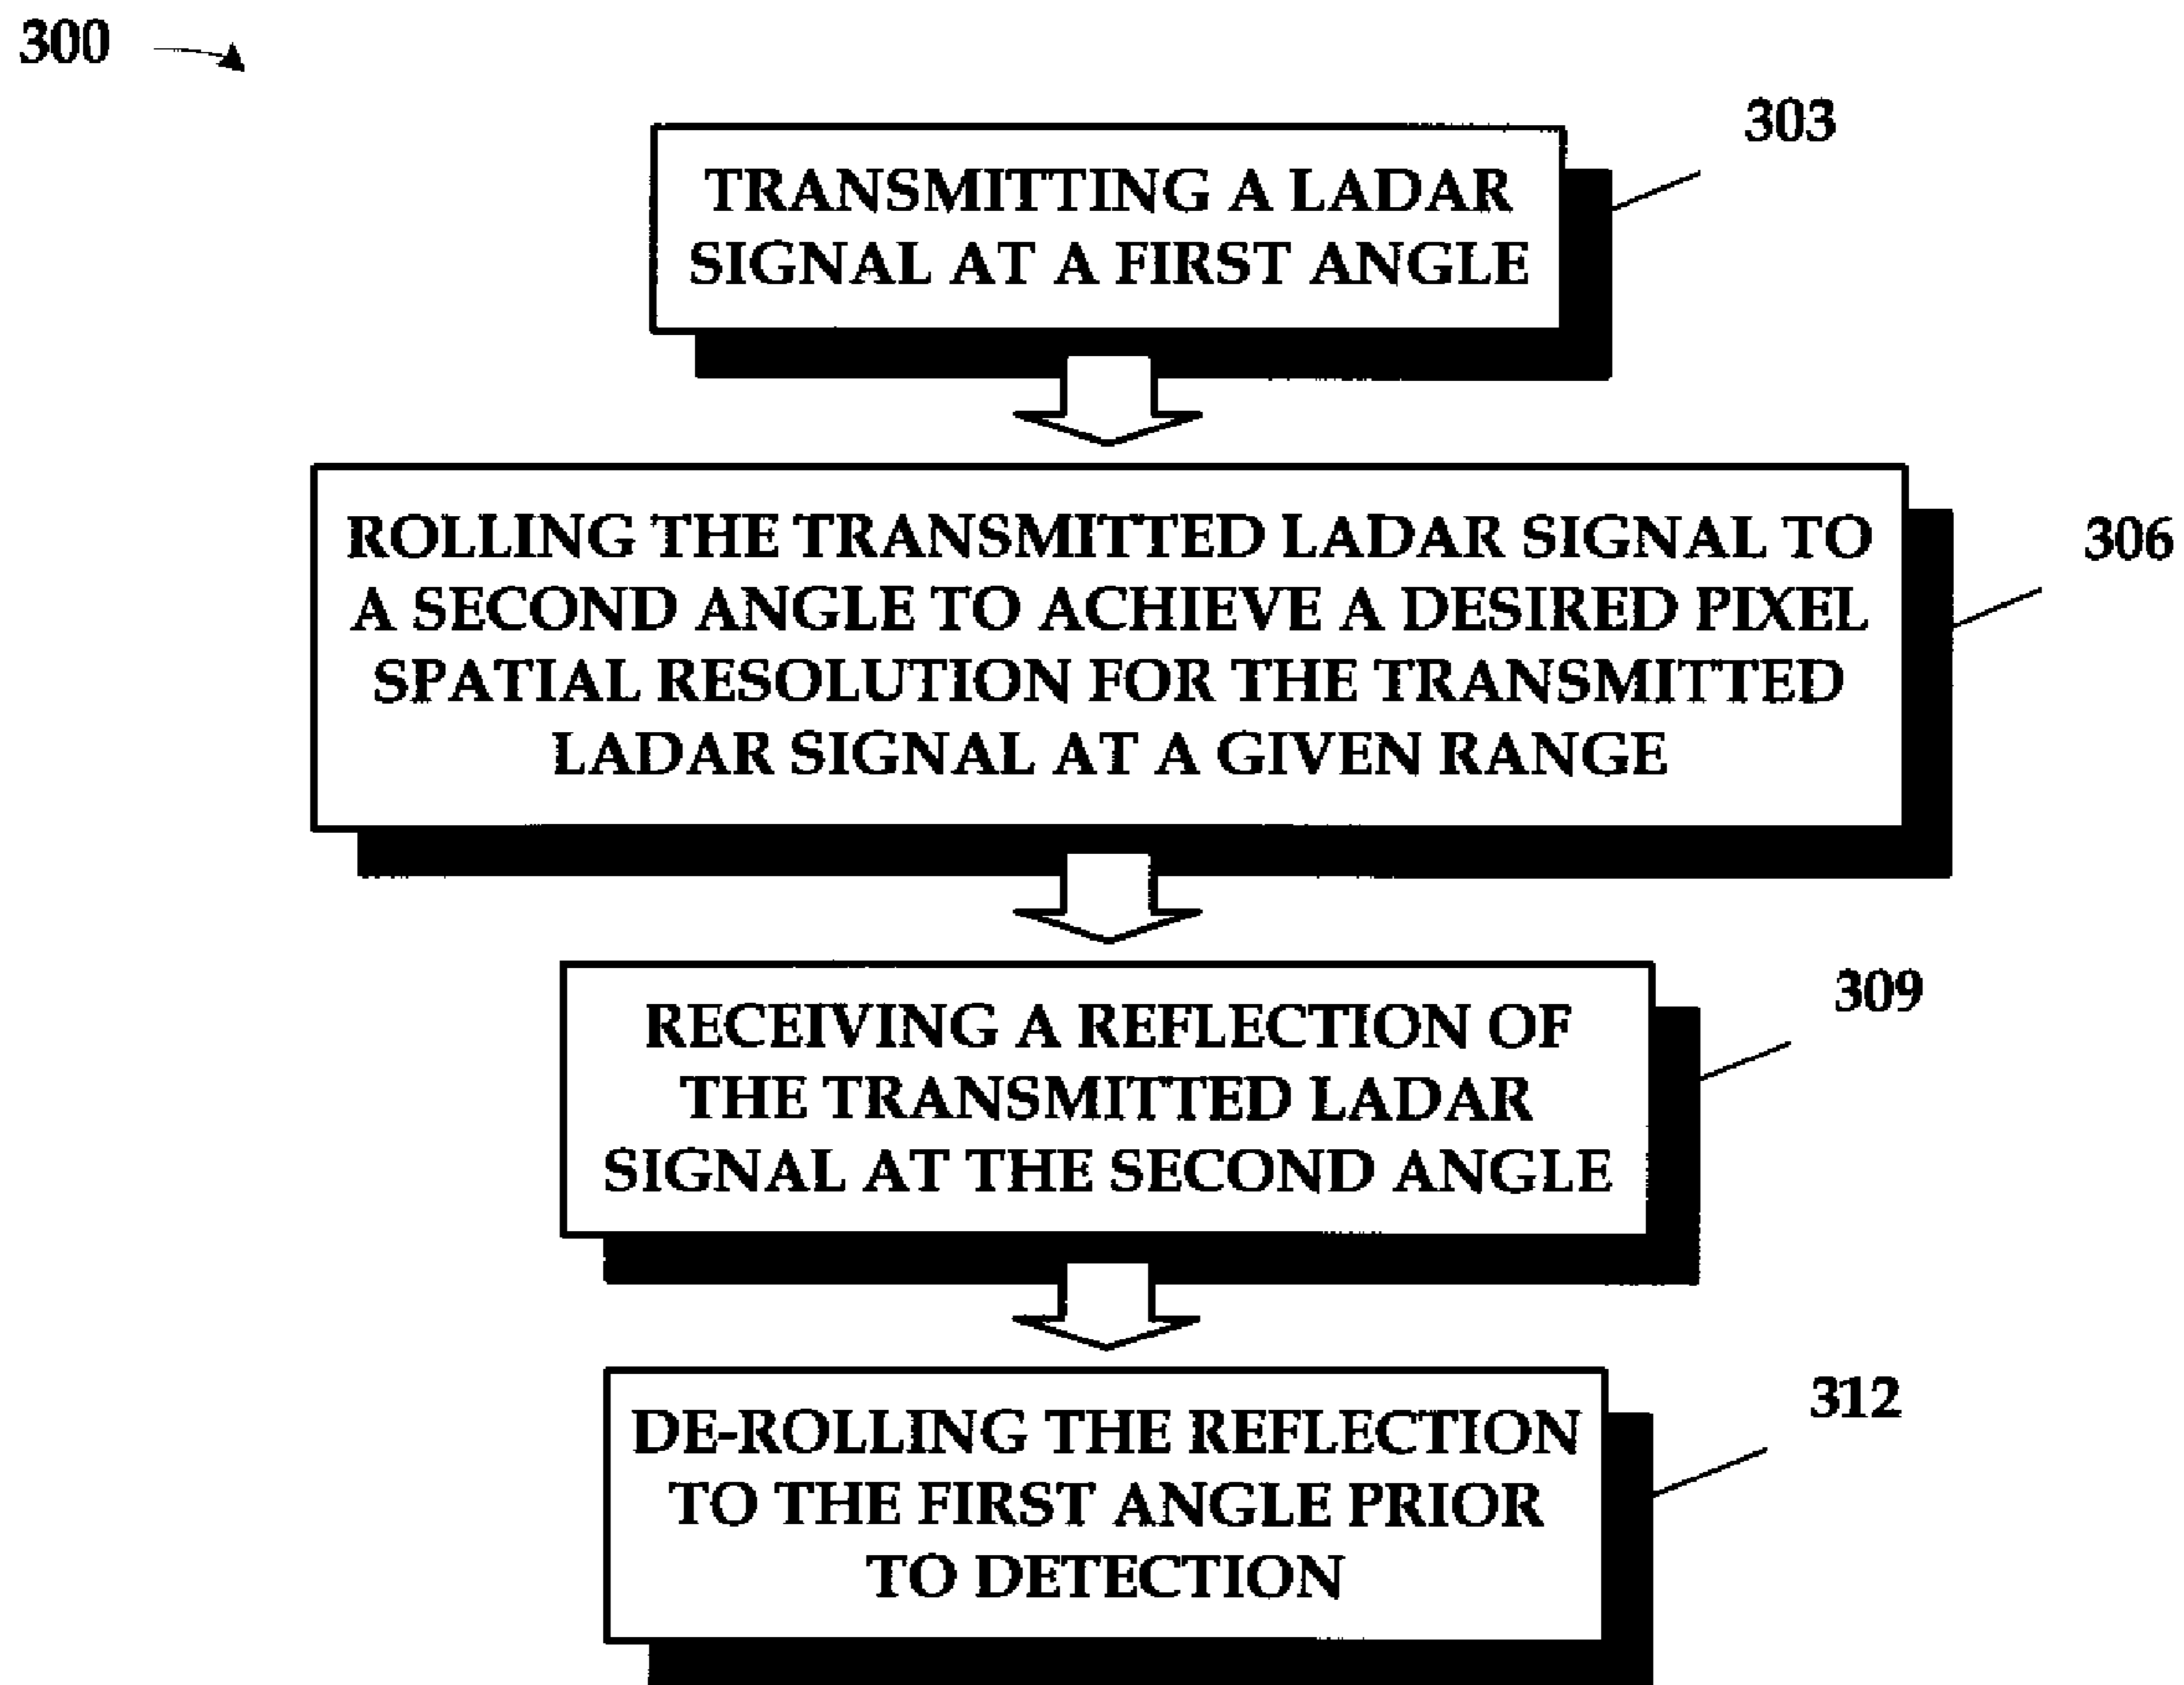 300
303
TRANSMITTING A LADAR
SIGNAL AT A FIRST ANGLE
306
ROLLING THE TRANSMITTED LADAR SIGNAL TO
A SECOND ANGLE TO ACHIEVE A DESIRED PIXEL
SPATIAL RESOLUTION FOR THE TRANSMITTED
LADAR SIGNAL AT A GIVEN RANGE
309
RECEIVING A REFLECTION OF
THE TRANSMITTED LADAR
SIGNAL AT THE SECOND ANGLE
312
DE-ROLLING THE REFLECTION
TO THE FIRST ANGLE PRIOR
TO DETECTION